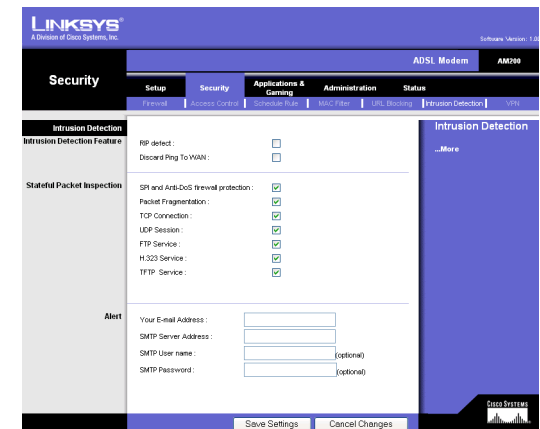 LINKSYS®
A Division of Cisco Systems, Inc.
Software Version: 1.00
ADSL Modem AM200
Security
Setup Security Applications & Gaming Administration Status
Firewall Access Control Schedule Rule MAC Filter URL Blocking Intrusion Detection VPN
Intrusion Detection
Intrusion Detection
Intrusion Detection Feature
RIP detect :
Discard Ping To WAN :
...More
Stateful Packet Inspection
SPI and Anti-DoS firewall protection :
Packet Fragmentation :
TCP Connection :
UDP Session :
FTP Service :
H.323 Service :
TFTP Service :
Alert
Your E-mail Address :
SMTP Server Address :
SMTP User name : (optional)
SMTP Password : (optional)
CISCO SYSTEMS
Save Settings Cancel Changes